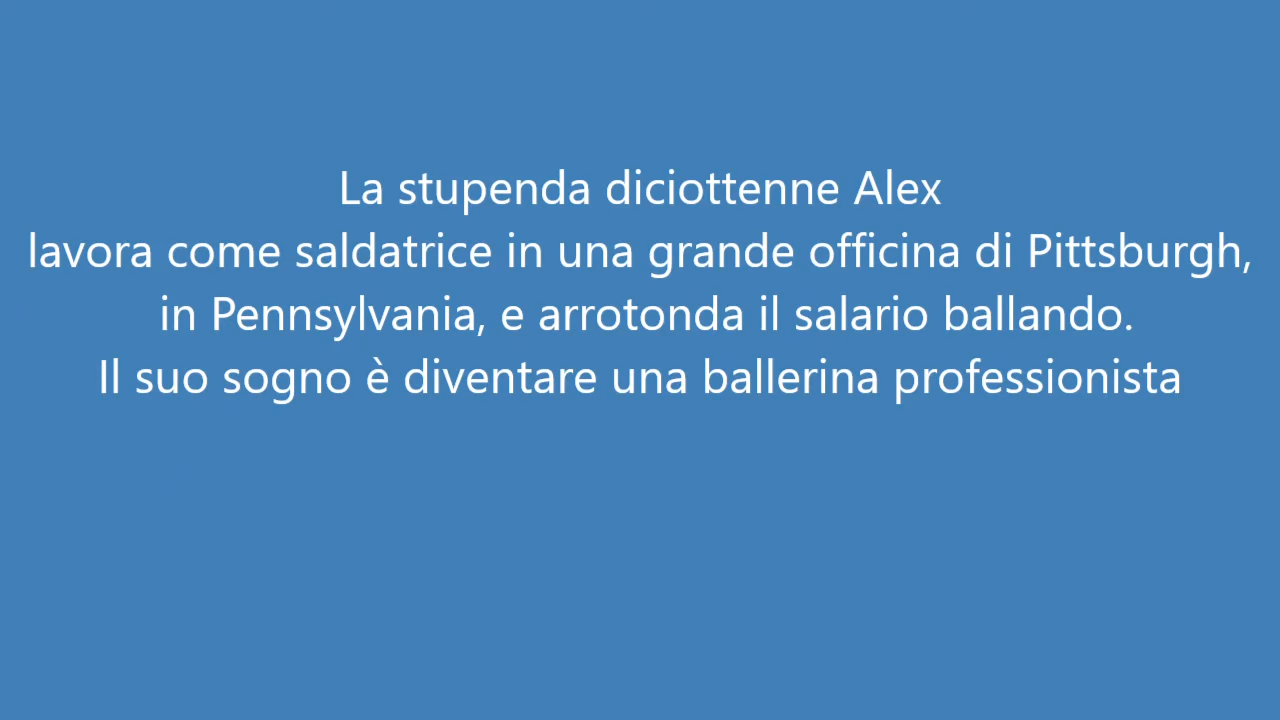 La stupenda diciottenne Alex
lavora come saldatrice in una grande officina di Pittsburgh,
in Pennsylvania, e arrotonda il salario ballando.
Il suo sogno è diventare una ballerina professionista